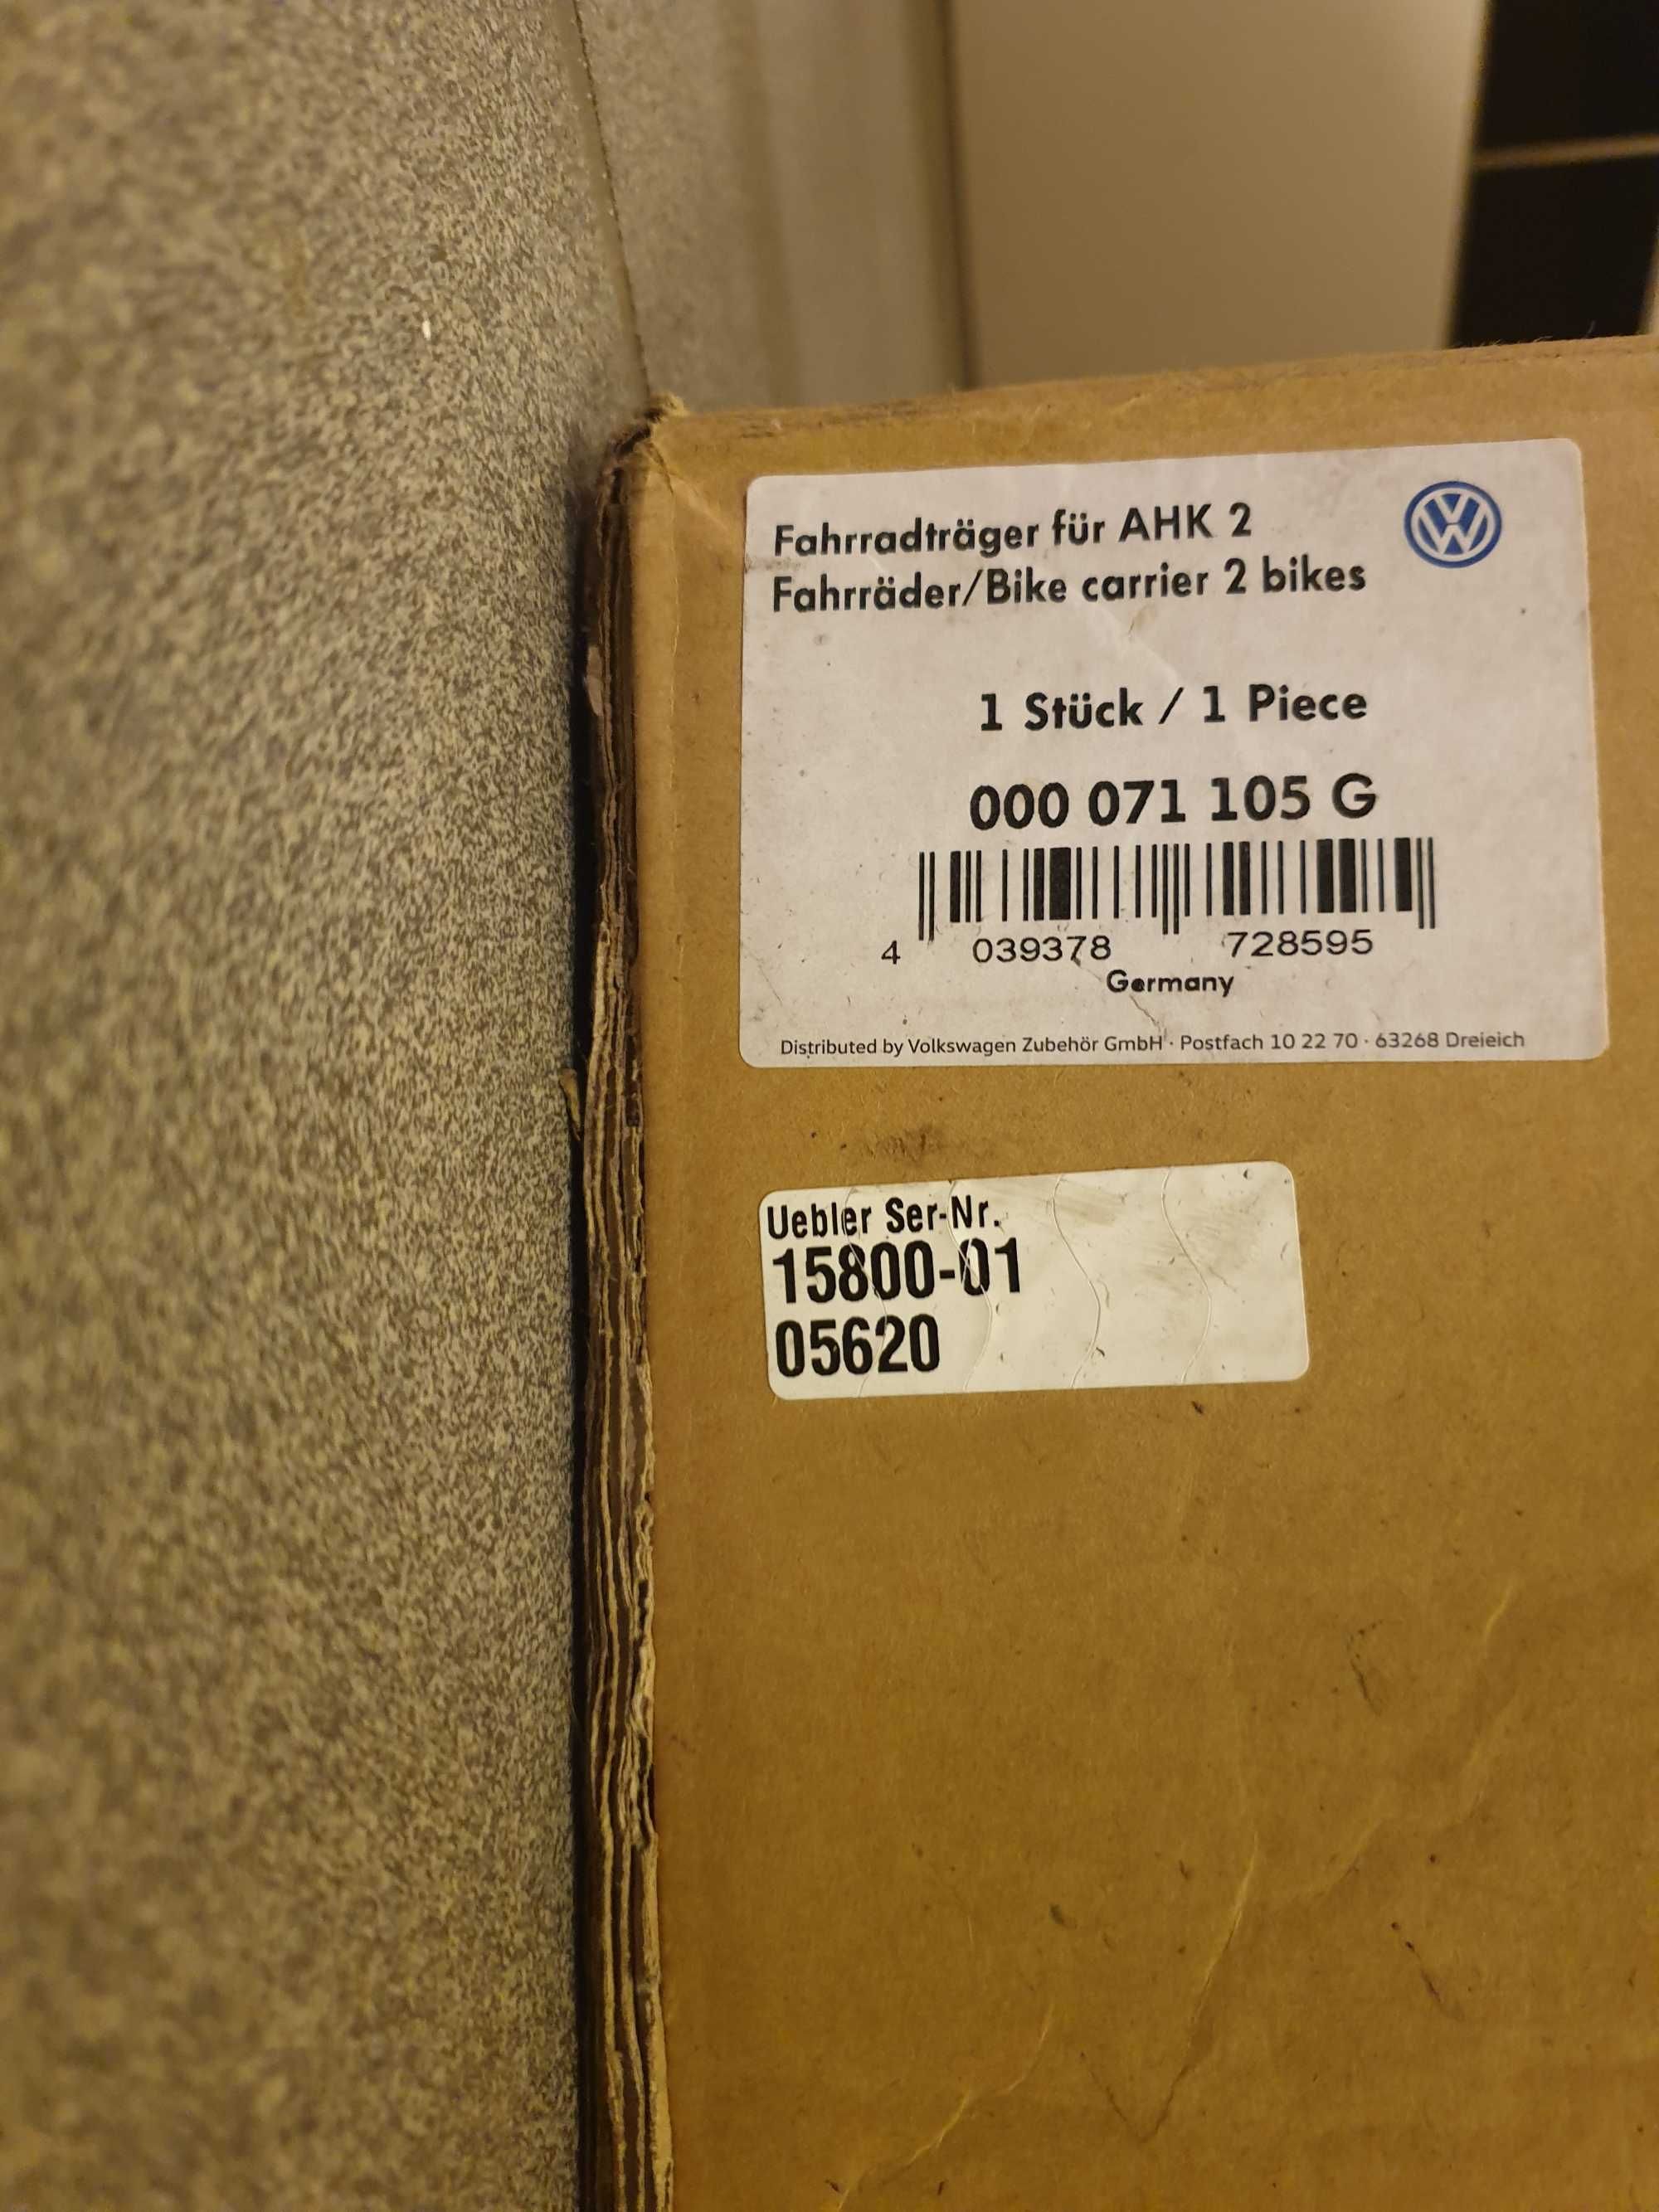 Fahrradträger für AHK 2
Fahrräder/Bike carrier 2 bikes
1 Stück / 1 Piece
000 071 105 G
4 039378 728595
Germany
Distributed by Volkswagen Zubehör GmbH · Postfach 10 22 70 · 63268 Dreieich
Uebler Ser-Nr.
15800-01
05620